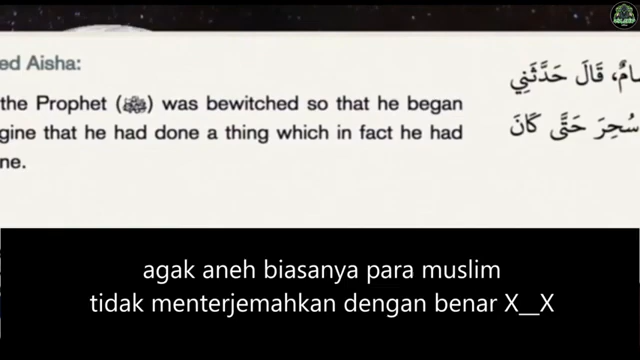 ed Aisha:
the Prophet (ﷺ) was bewitched so that he began
gine that he had done a thing which in fact he had
ne.
سَامٌ، قَالَ حَدَّثَنِي
سُحِرَ حَتَّى كَانَ
agak aneh biasanya para muslim
tidak menterjemahkan dengan benar X__X